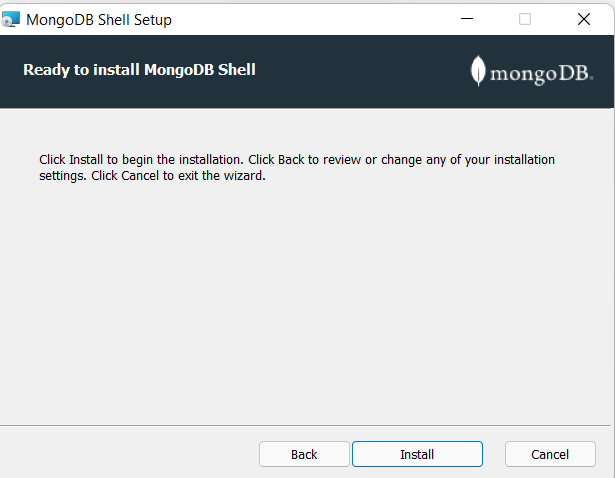 MongoDB Shell Setup
Ready to install MongoDB Shell
mongoDB®
Click Install to begin the installation. Click Back to review or change any of your installation
settings. Click Cancel to exit the wizard.
Back Install Cancel